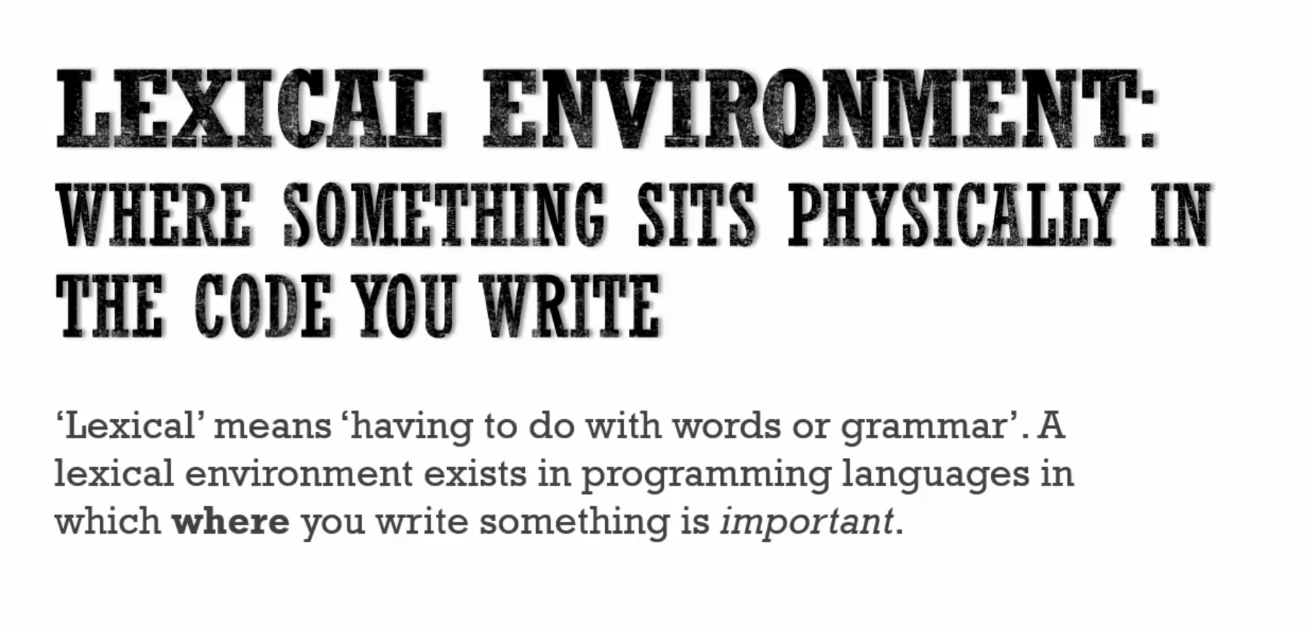 LEXICAL ENVIRONMENT:
WHERE SOMETHING SITS PHYSICALLY IN
THE CODE YOU WRITE
‘Lexical’ means ‘having to do with words or grammar’. A
lexical environment exists in programming languages in
which where you write something is important.